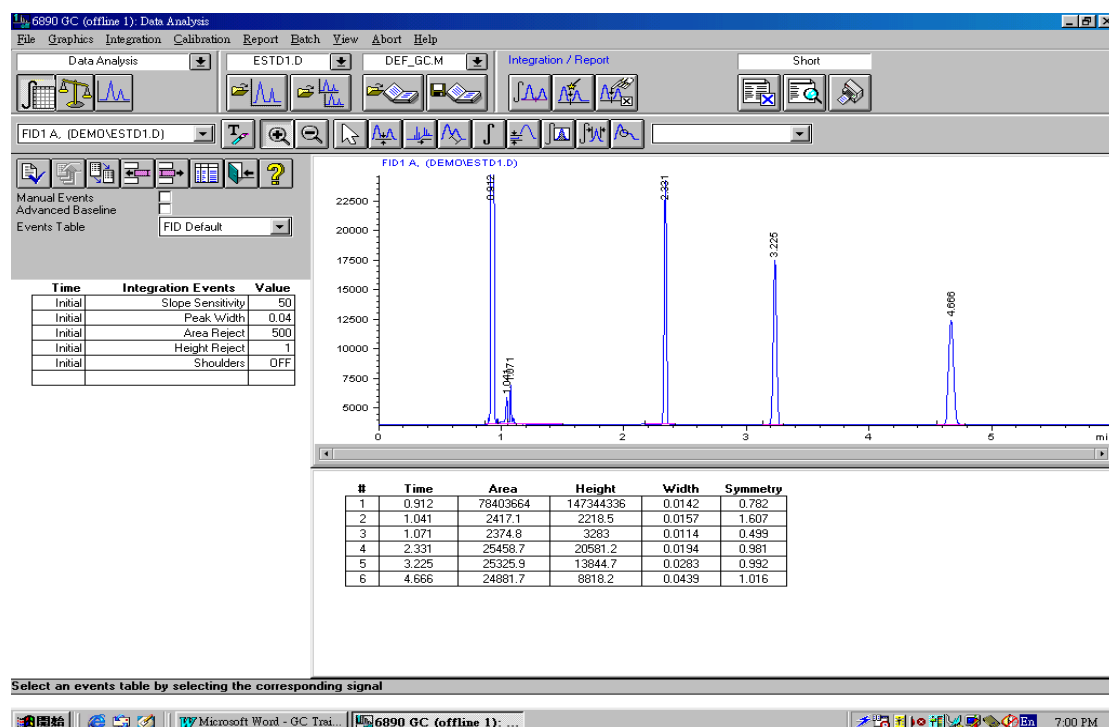 6890 GC (offline 1): Data Analysis
File Graphics Integration Calibration Report Batch View Abort Help
Data Analysis ESTD1.D DEF_GC.M Integration / Report Short
FID1 A, (DEMO\ESTD1.D)
Manual Events
Advanced Baseline
Events Table FID Default
Time Integration Events Value
Initial Slope Sensitivity 50
Initial Peak Width 0.04
Initial Area Reject 500
Initial Height Reject 1
Initial Shoulders OFF
FID1 A, (DEMO\ESTD1.D)
22500
20000
17500
15000
12500
10000
7500
5000
0.912
1.041
1.071
2.331
3.225
4.666
0 1 2 3 4 5 mi
# Time Area Height Width Symmetry
1 0.912 78403664 147344336 0.0142 0.782
2 1.041 2417.1 2218.5 0.0157 1.607
3 1.071 2374.8 3283 0.0114 0.499
4 2.331 25458.7 20581.2 0.0194 0.981
5 3.225 25325.9 13844.7 0.0283 0.992
6 4.666 24881.7 8818.2 0.0439 1.016
Select an events table by selecting the corresponding signal
開始 Microsoft Word - GC Trai... 6890 GC (offline 1): ... En 7:00 PM